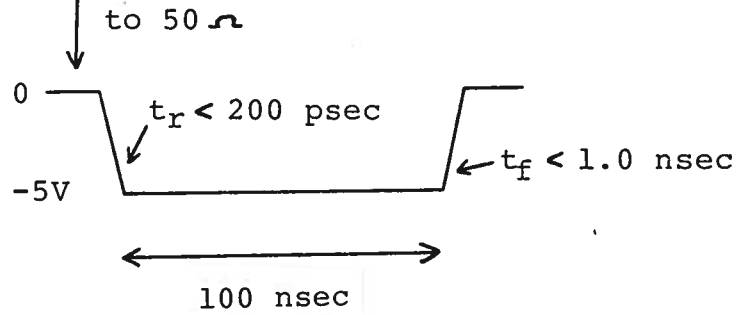 to 50 Ω
0
t_r < 200 psec
t_f < 1.0 nsec
-5V
100 nsec